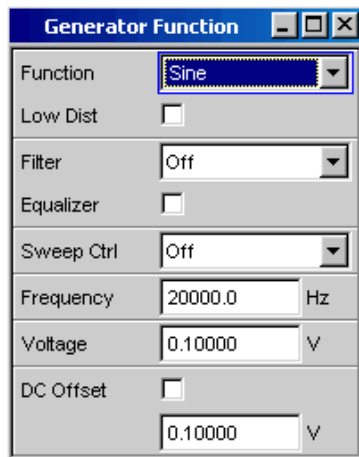 Generator Function
Function Sine
Low Dist
Filter Off
Equalizer
Sweep Ctrl Off
Frequency 20000.0 Hz
Voltage 0.10000 V
DC Offset
0.10000 V